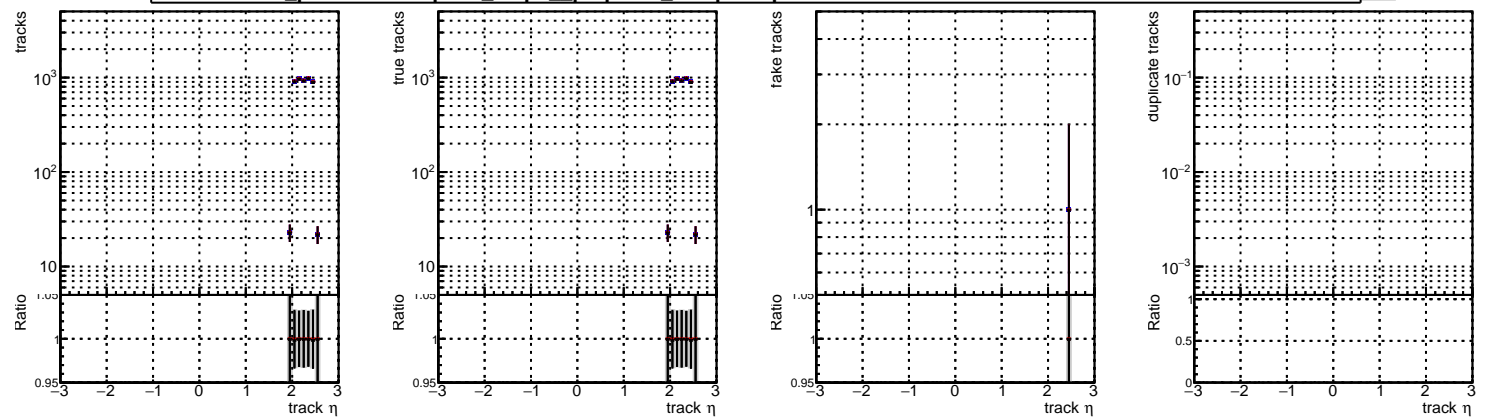 tracks
10³
10²
10
1.05
Ratio
1
0.95
−3 −2 −1 0 1 2 3
track η
true tracks
10³
10²
10
1.05
Ratio
1
0.95
−3 −2 −1 0 1 2 3
track η
fake tracks
1
1.05
Ratio
1
0.95
−3 −2 −1 0 1 2 3
track η
duplicate tracks
10⁻¹
10⁻²
10⁻³
Ratio
1
0.5
0
−3 −2 −1 0 1 2 3
track η